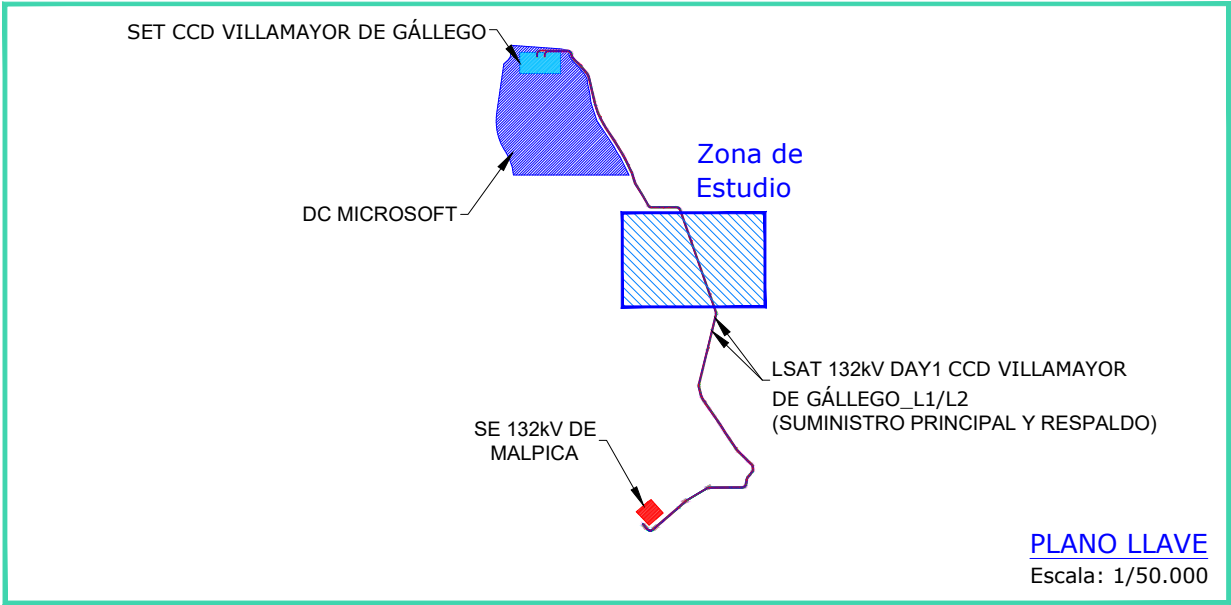 SET CCD VILLAMAYOR DE GÁLLEGO
Zona de
Estudio
DC MICROSOFT
LSAT 132kV DAY1 CCD VILLAMAYOR
DE GÁLLEGO_L1/L2
(SUMINISTRO PRINCIPAL Y RESPALDO)
SE 132kV DE
MALPICA
PLANO LLAVE
Escala: 1/50.000